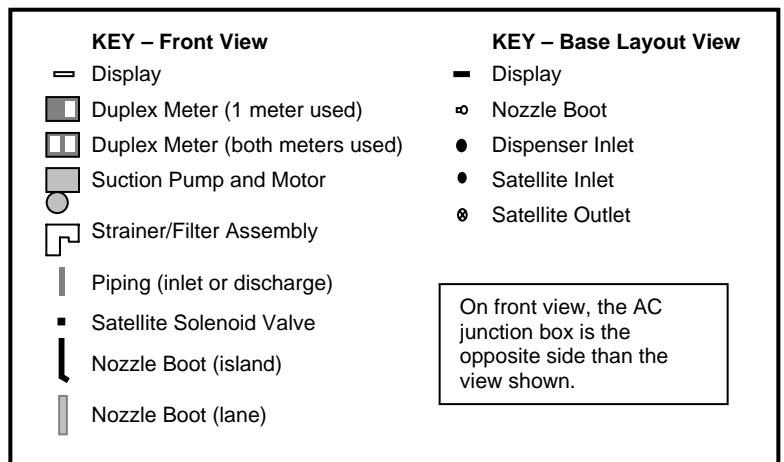 KEY – Front View
Display
Duplex Meter (1 meter used)
Duplex Meter (both meters used)
Suction Pump and Motor
Strainer/Filter Assembly
Piping (inlet or discharge)
Satellite Solenoid Valve
Nozzle Boot (island)
Nozzle Boot (lane)
KEY – Base Layout View
Display
Nozzle Boot
Dispenser Inlet
Satellite Inlet
Satellite Outlet
On front view, the AC
junction box is the
opposite side than the
view shown.